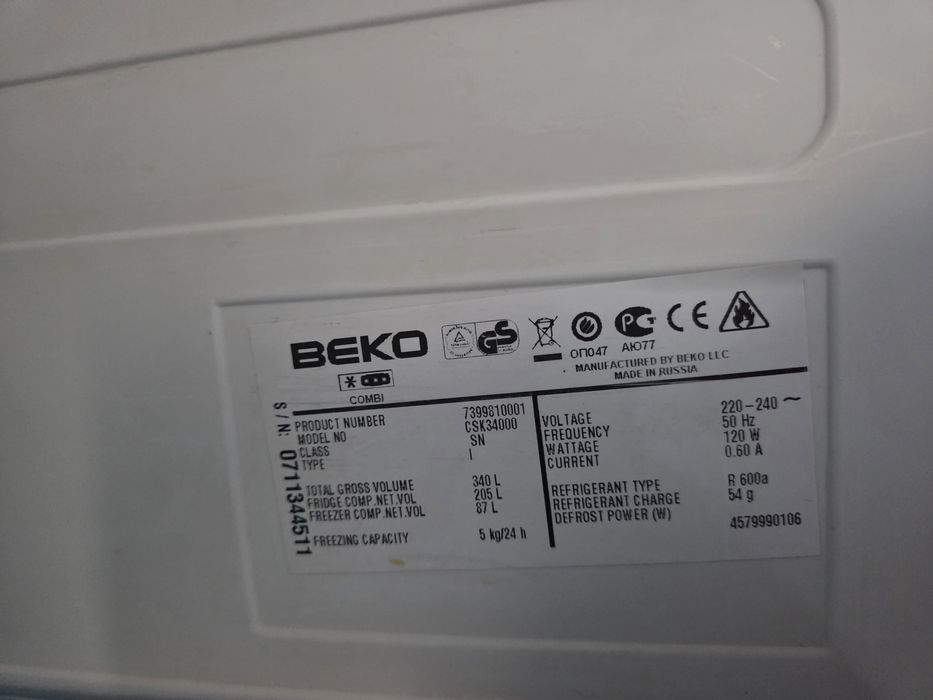 BEKO
GS
ОП047
АЮ77
CE
MANUFACTURED BY BEKO LLC
MADE IN RUSSIA
COMBI
S / N: 0711344511
PRODUCT NUMBER 7399810001
MODEL NO CSK34000
CLASS SN
TYPE I
TOTAL GROSS VOLUME 340 L
FRIDGE COMP.NET.VOL 205 L
FREEZER COMP.NET.VOL 87 L
FREEZING CAPACITY 5 kg/24 h
VOLTAGE 220-240 ~
FREQUENCY 50 Hz
WATTAGE 120 W
CURRENT 0.60 A
REFRIGERANT TYPE R 600a
REFRIGERANT CHARGE 54 g
DEFROST POWER (W)
4579990106